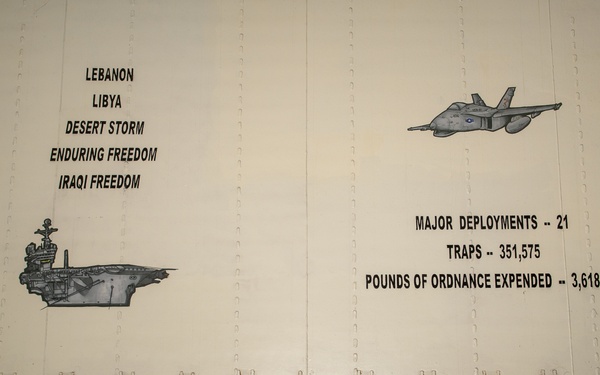 LEBANON
LIBYA
DESERT STORM
ENDURING FREEDOM
IRAQI FREEDOM
MAJOR DEPLOYMENTS -- 21
TRAPS -- 351,575
POUNDS OF ORDNANCE EXPENDED -- 3,618